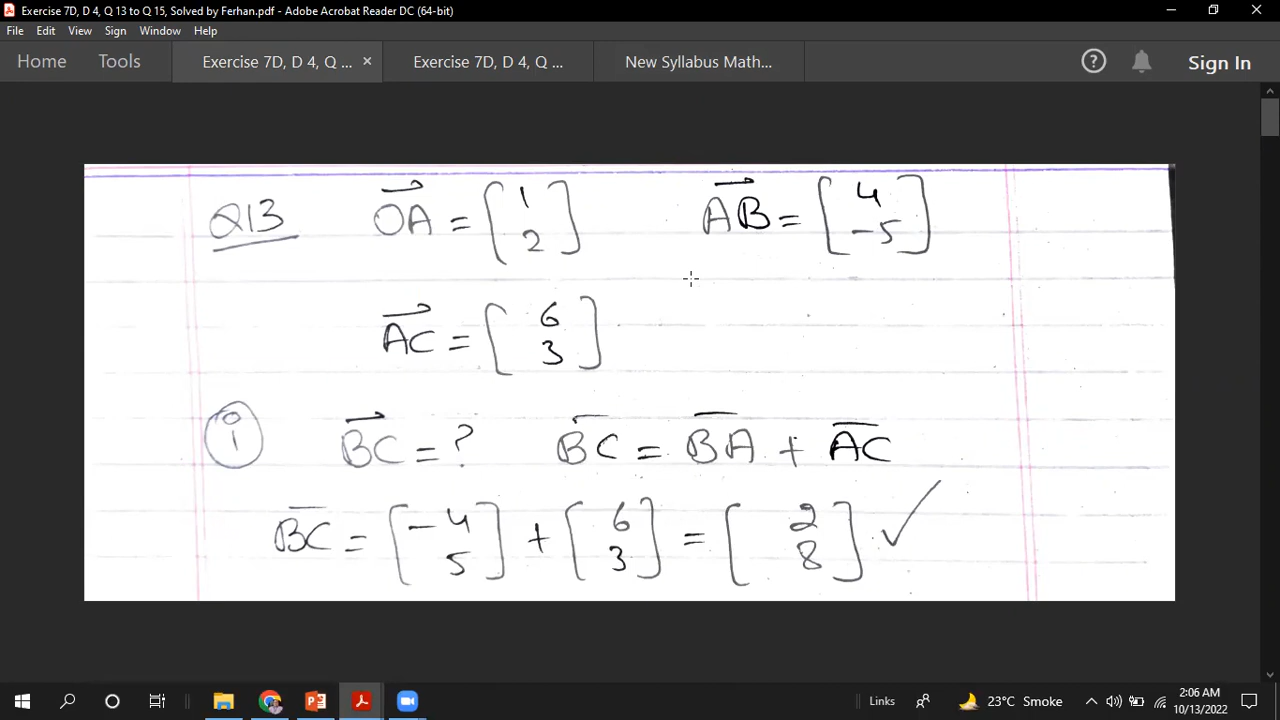 Exercise 7D, D 4, Q 13 to Q 15, Solved by Ferhan.pdf - Adobe Acrobat Reader DC (64-bit)
File Edit View Sign Window Help
Home Tools Exercise 7D, D 4, Q ... × Exercise 7D, D 4, Q ... New Syllabus Math... ? Sign In
Q13 OA = [1 2] AB = [4 -5]
AC = [6 3]
i BC = ? BC = BA + AC
BC = [-4 5] + [6 3] = [2 8] ✓
Links 23°C Smoke 2:06 AM
10/13/2022